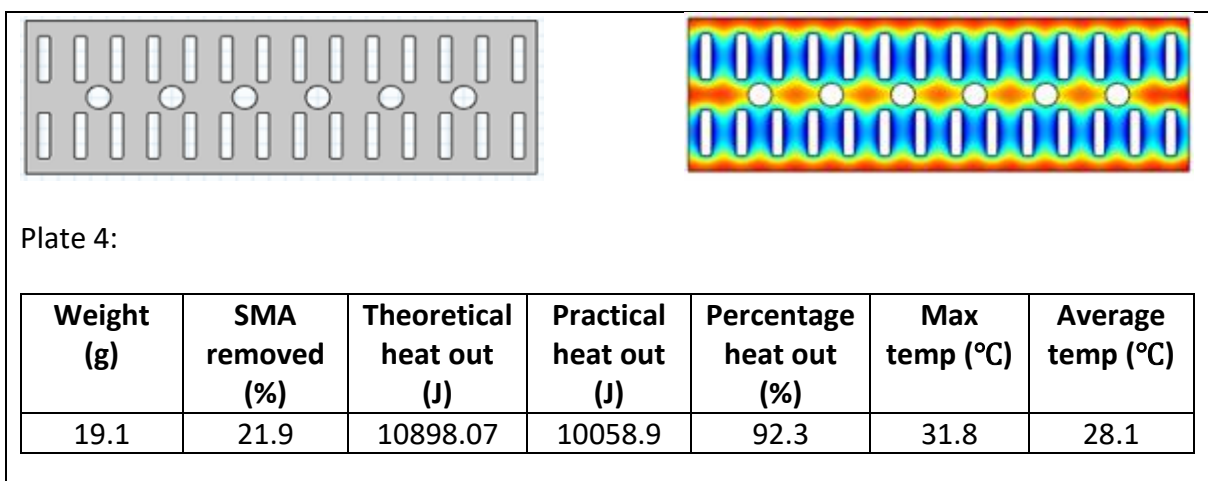 Plate 4:
Weight (g) SMA removed (%) Theoretical heat out (J) Practical heat out (J) Percentage heat out (%) Max temp (℃) Average temp (℃)
19.1 21.9 10898.07 10058.9 92.3 31.8 28.1